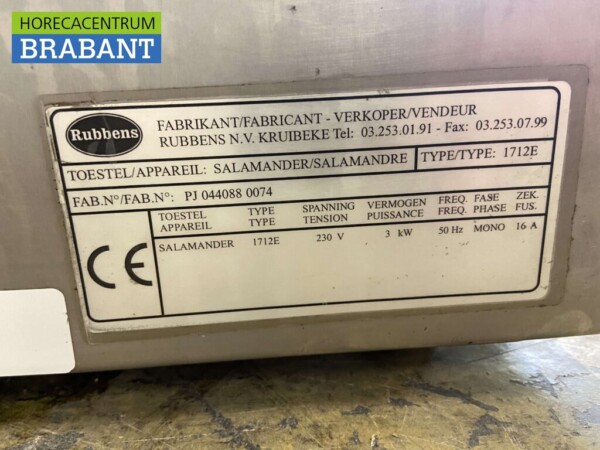 HORECACENTRUM
BRABANT
Rubbens
FABRIKANT/FABRICANT - VERKOPER/VENDEUR
RUBBENS N.V. KRUIBEKE Tel: 03.253.01.91 - Fax: 03.253.07.99
TOESTEL/APPAREIL: SALAMANDER/SALAMANDRE TYPE/TYPE: 1712E
FAB.N°/FAB.N°: PJ 044088 0074
TOESTEL TYPE SPANNING VERMOGEN FREQ. FASE ZEK.
APPAREIL TYPE TENSION PUISSANCE FREQ. PHASE FUS.
SALAMANDER 1712E 230 V 3 kW 50 Hz MONO 16 A
CE